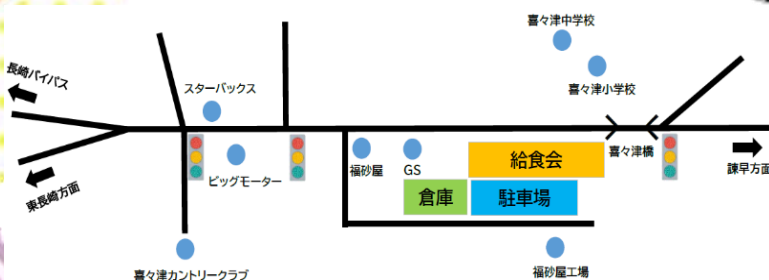 喜々津中学校
長崎バイパス
スターバックス
喜々津小学校
福砂屋
GS
給食会
喜々津橋
諫早方面
ビッグモーター
東長崎方面
倉庫
駐車場
喜々津カントリークラブ
福砂屋工場